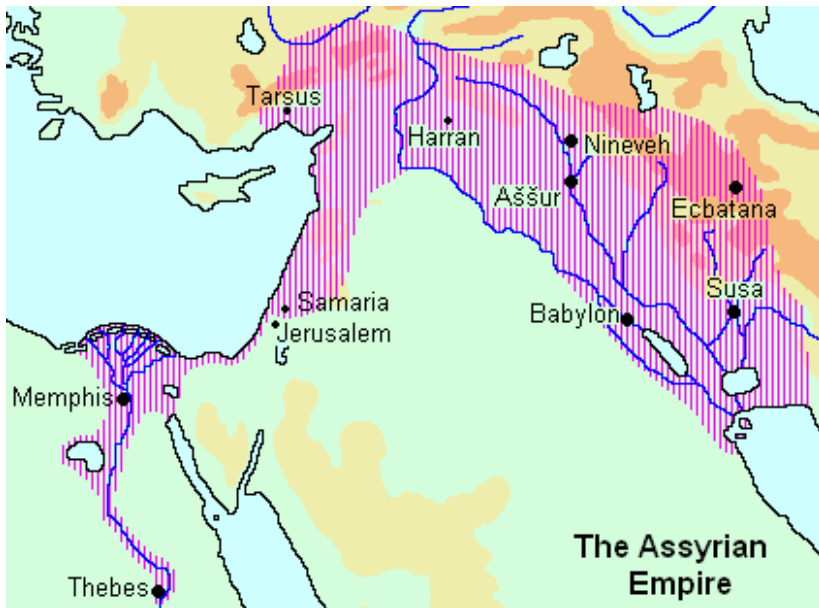 Tarsus
Harran
Nineveh
Aššur
Ecbatana
Samaria
Susa
Babylon
Jerusalem
Memphis
The Assyrian
Empire
Thebes